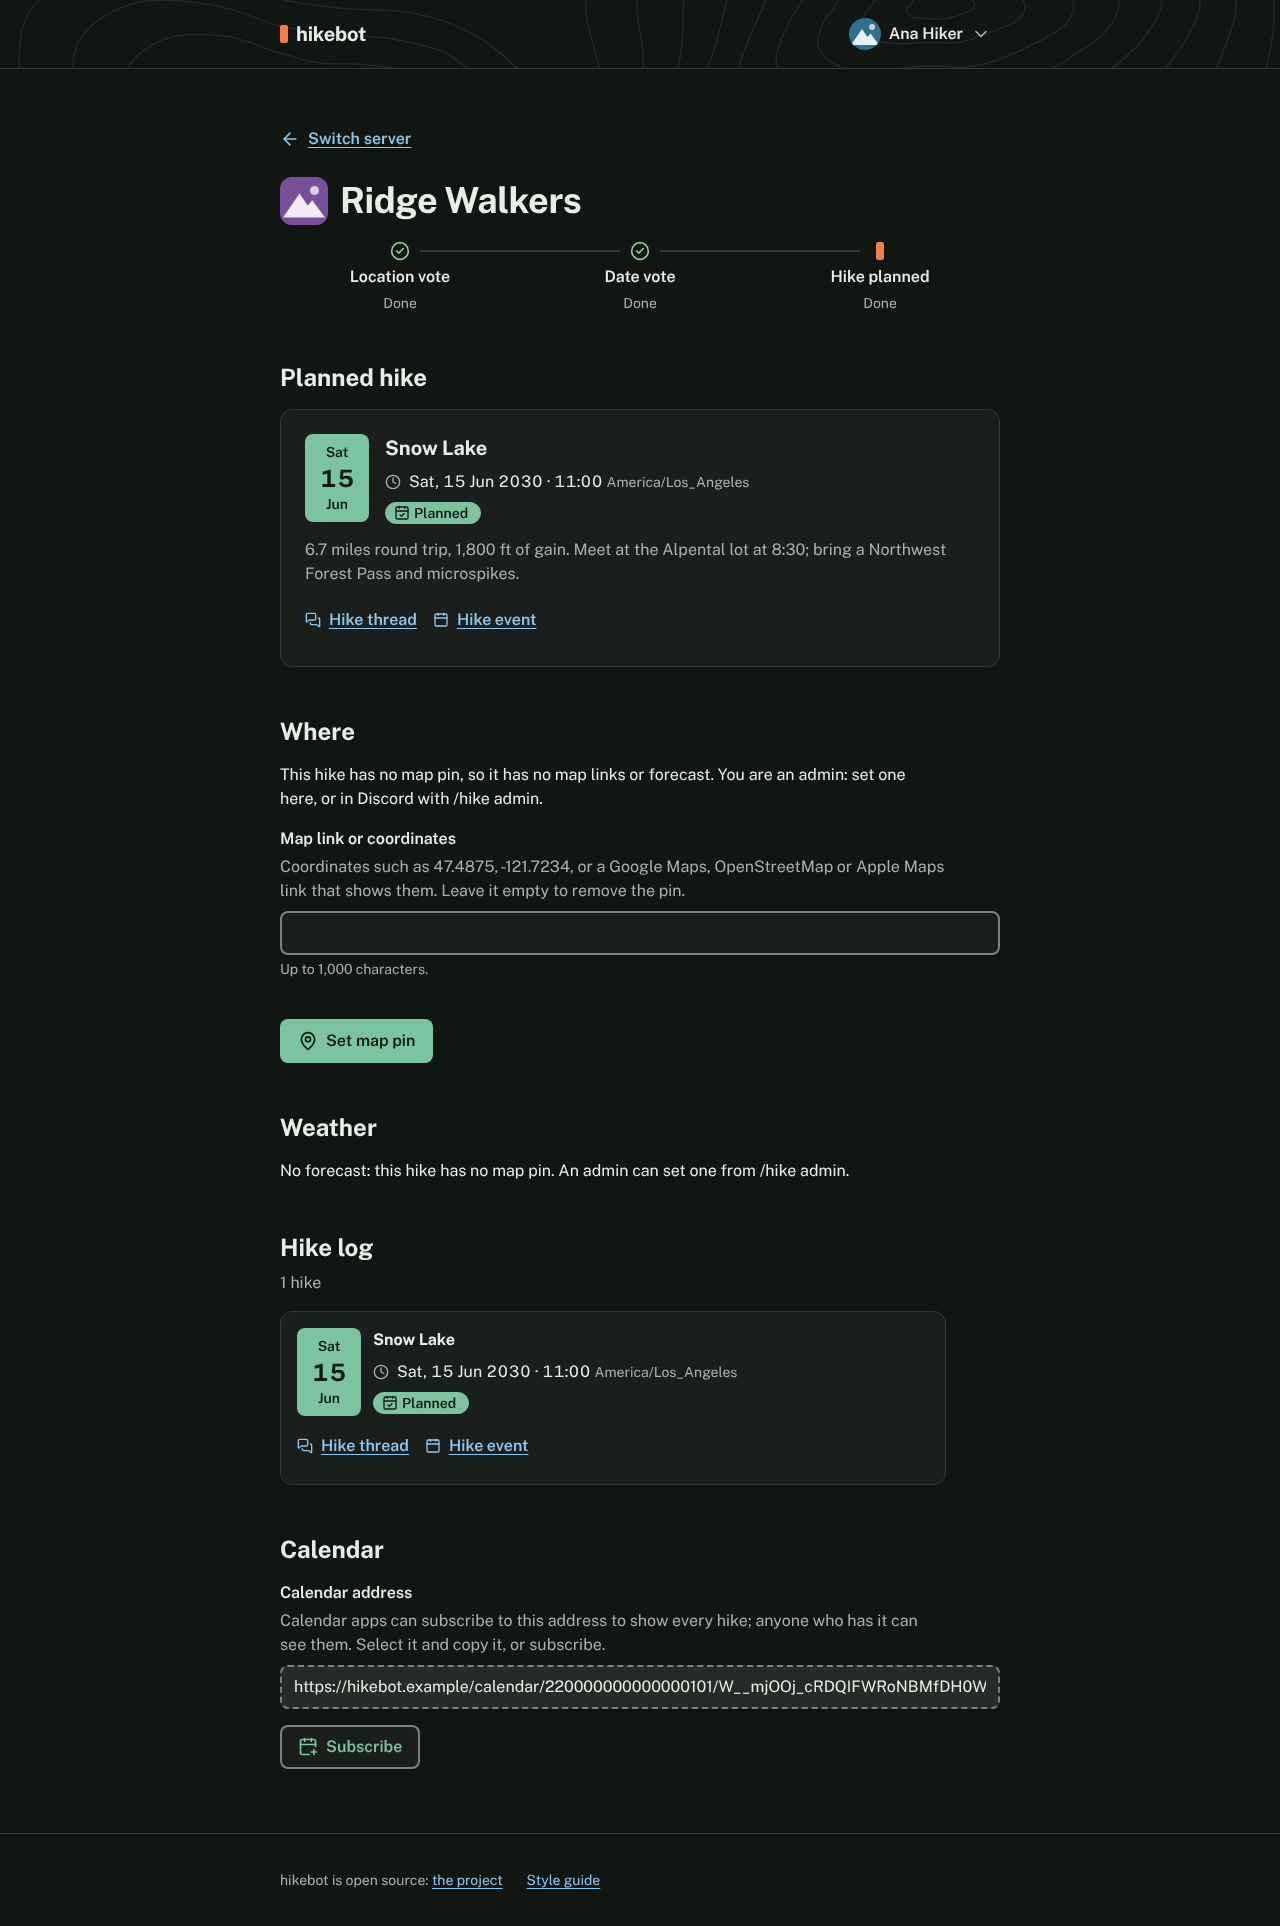 hikebot
Ana Hiker
Switch server
Ridge Walkers
Location vote
Date vote
Hike planned
Done
Done
Done
Planned hike
Sat
15
Jun
Snow Lake
Sat, 15 Jun 2030 · 11:00 America/Los_Angeles
Planned
6.7 miles round trip, 1,800 ft of gain. Meet at the Alpental lot at 8:30; bring a Northwest
Forest Pass and microspikes.
Hike thread
Hike event
Where
This hike has no map pin, so it has no map links or forecast. You are an admin: set one
here, or in Discord with /hike admin.
Map link or coordinates
Coordinates such as 47.4875, -121.7234, or a Google Maps, OpenStreetMap or Apple Maps
link that shows them. Leave it empty to remove the pin.
Up to 1,000 characters.
Set map pin
Weather
No forecast: this hike has no map pin. An admin can set one from /hike admin.
Hike log
1 hike
Sat
15
Jun
Snow Lake
Sat, 15 Jun 2030 · 11:00 America/Los_Angeles
Planned
Hike thread
Hike event
Calendar
Calendar address
Calendar apps can subscribe to this address to show every hike; anyone who has it can
see them. Select it and copy it, or subscribe.
https://hikebot.example/calendar/220000000000000101/W__mjOOj_cRDQIFWRoNBMfDH0W
Subscribe
hikebot is open source: the project
Style guide